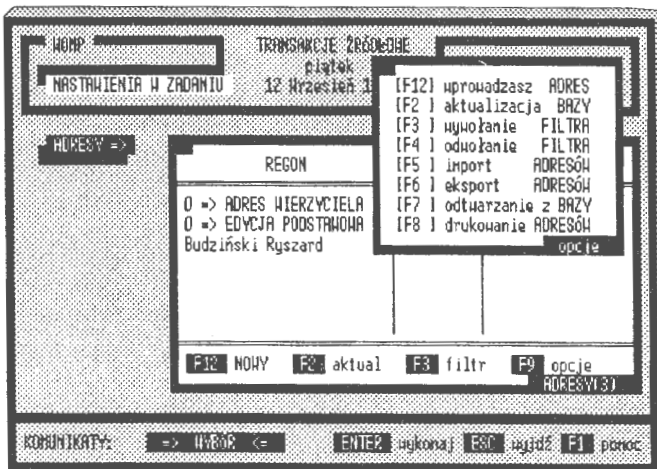 WOMP
TRANSAKCJE ŹRÓDŁOWE
piątek
NASTAWIENIA W ZADANIU
12 Wrzesień 1
[F12] wprowadzasz ADRES
[F2 ] aktualizacja BAZY
[F3 ] wywołanie FILTRA
[F4 ] odwołanie FILTRA
[F5 ] import ADRESÓW
[F6 ] eksport ADRESÓW
[F7 ] odtwarzanie z BAZY
[F8 ] drukowanie ADRESÓW
opcje
ADRESY =>
REGON
0 => ADRES WIERZYCIELA
0 => EDYCJA PODSTAWOWA
Budziński Ryszard
F12 NOWY F2 aktual F3 filtr F9 opcje
ADRESY(3)
KOMUNIKATY: => WYBÓR <= ENTER wykonaj ESC wyjdź F1 pomoc